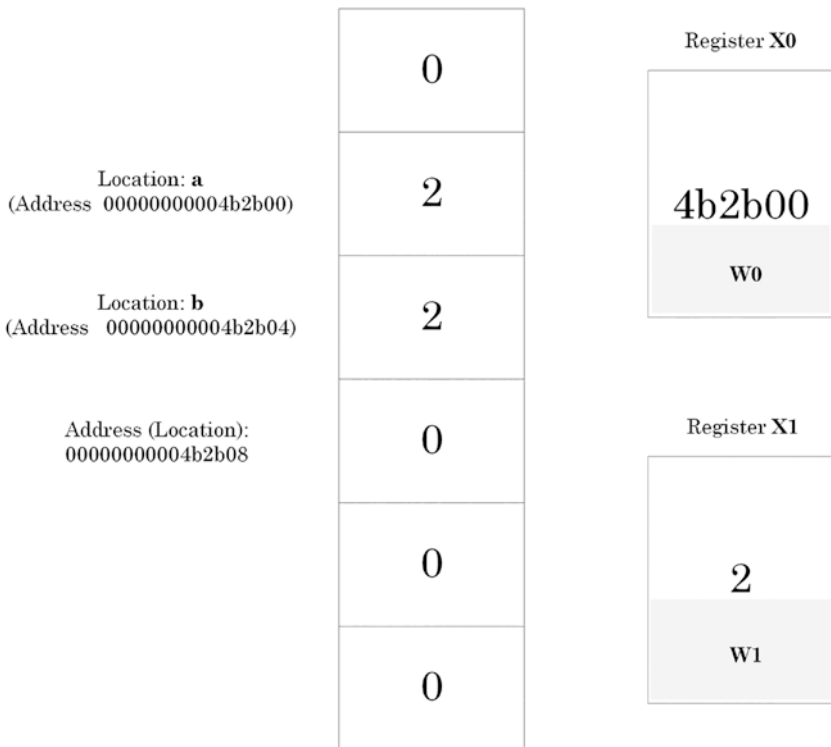 0
Location: a
(Address 00000000004b2b00)
2
Location: b
(Address 00000000004b2b04)
2
Address (Location):
00000000004b2b08
0
0
0
Register X0
4b2b00
W0
Register X1
2
W1